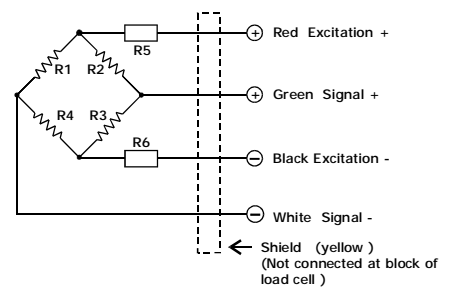 Red Excitation +
R5
R1
R2
Green Signal +
R4
R3
R6
Black Excitation -
White Signal -
Shield (yellow)
(Not connected at block of
load cell )